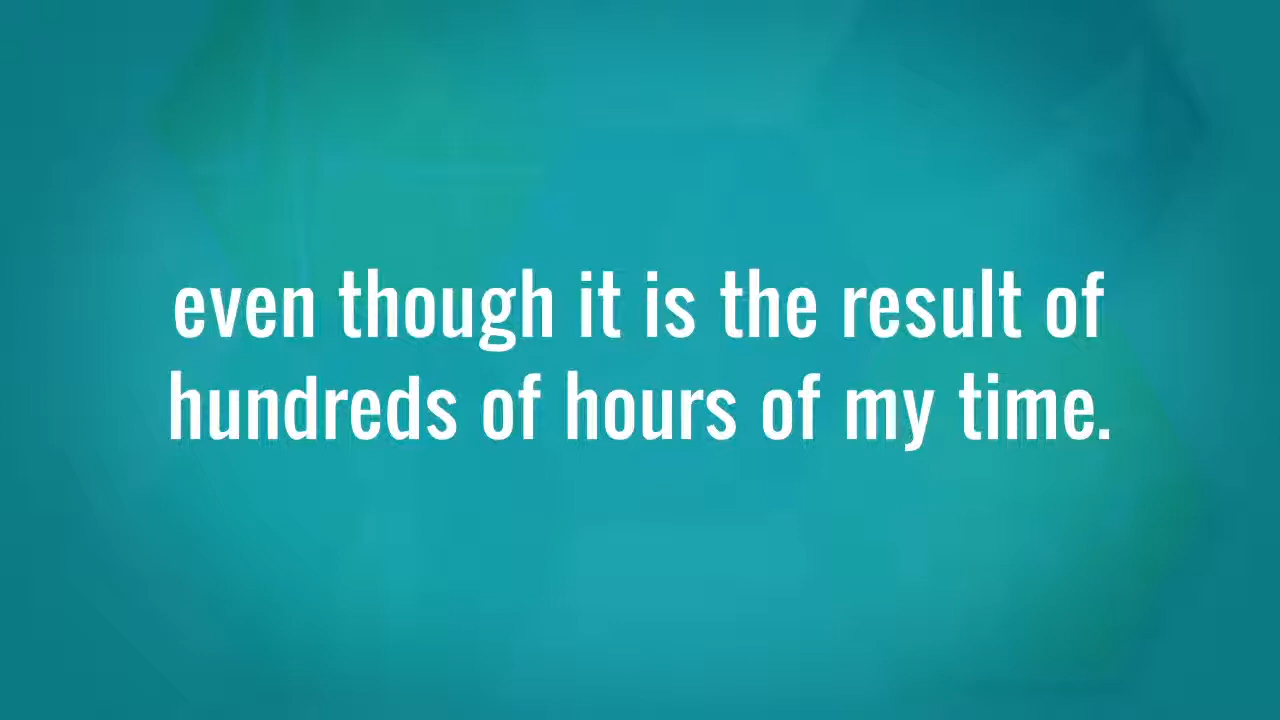 even though it is the result of
hundreds of hours of my time.